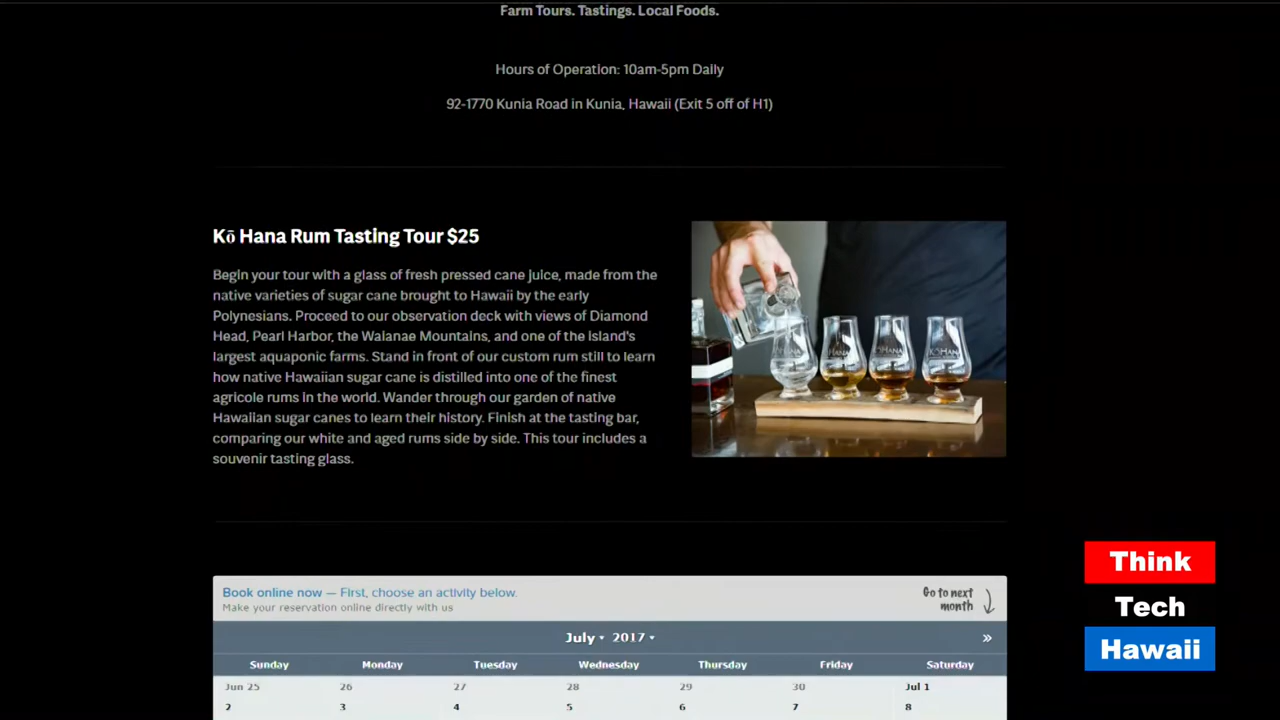 Farm Tours. Tastings. Local Foods.
Hours of Operation: 10am-5pm Daily
92-1770 Kunia Road in Kunia, Hawaii (Exit 5 off of H1)
Kō Hana Rum Tasting Tour $25
Begin your tour with a glass of fresh pressed cane juice, made from the
native varieties of sugar cane brought to Hawaii by the early
Polynesians. Proceed to our observation deck with views of Diamond
Head, Pearl Harbor, the Waianae Mountains, and one of the island's
largest aquaponic farms. Stand in front of our custom rum still to learn
how native Hawaiian sugar cane is distilled into one of the finest
agricole rums in the world. Wander through our garden of native
Hawaiian sugar canes to learn their history. Finish at the tasting bar,
comparing our white and aged rums side by side. This tour includes a
souvenir tasting glass.
KŌHANA
Think
Tech
Hawaii
Book online now — First, choose an activity below.
Make your reservation online directly with us
Go to next
month
July 2017 »
Sunday Monday Tuesday Wednesday Thursday Friday Saturday
Jun 25 26 27 28 29 30 Jul 1
2 3 4 5 6 7 8